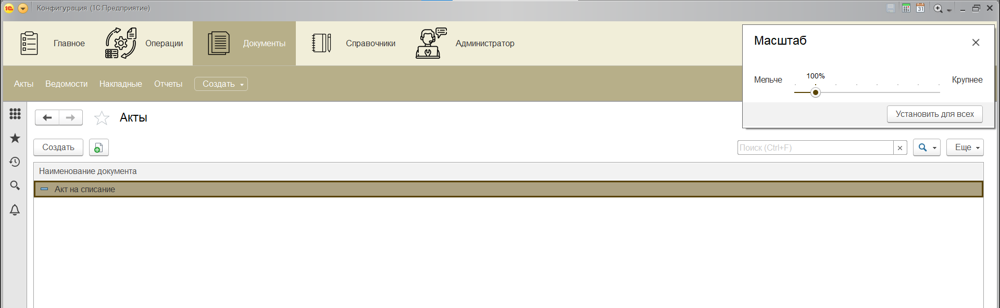 Конфигурация (1С:Предприятие)
31
Главное Операции Документы Справочники Администратор
Масштаб
Акты Ведомости Накладные Отчеты Создать
100%
Мельче Крупнее
Установить для всех
Акты
Создать
Поиск (Ctrl+F)
Еще
Наименование документа
Акт на списание